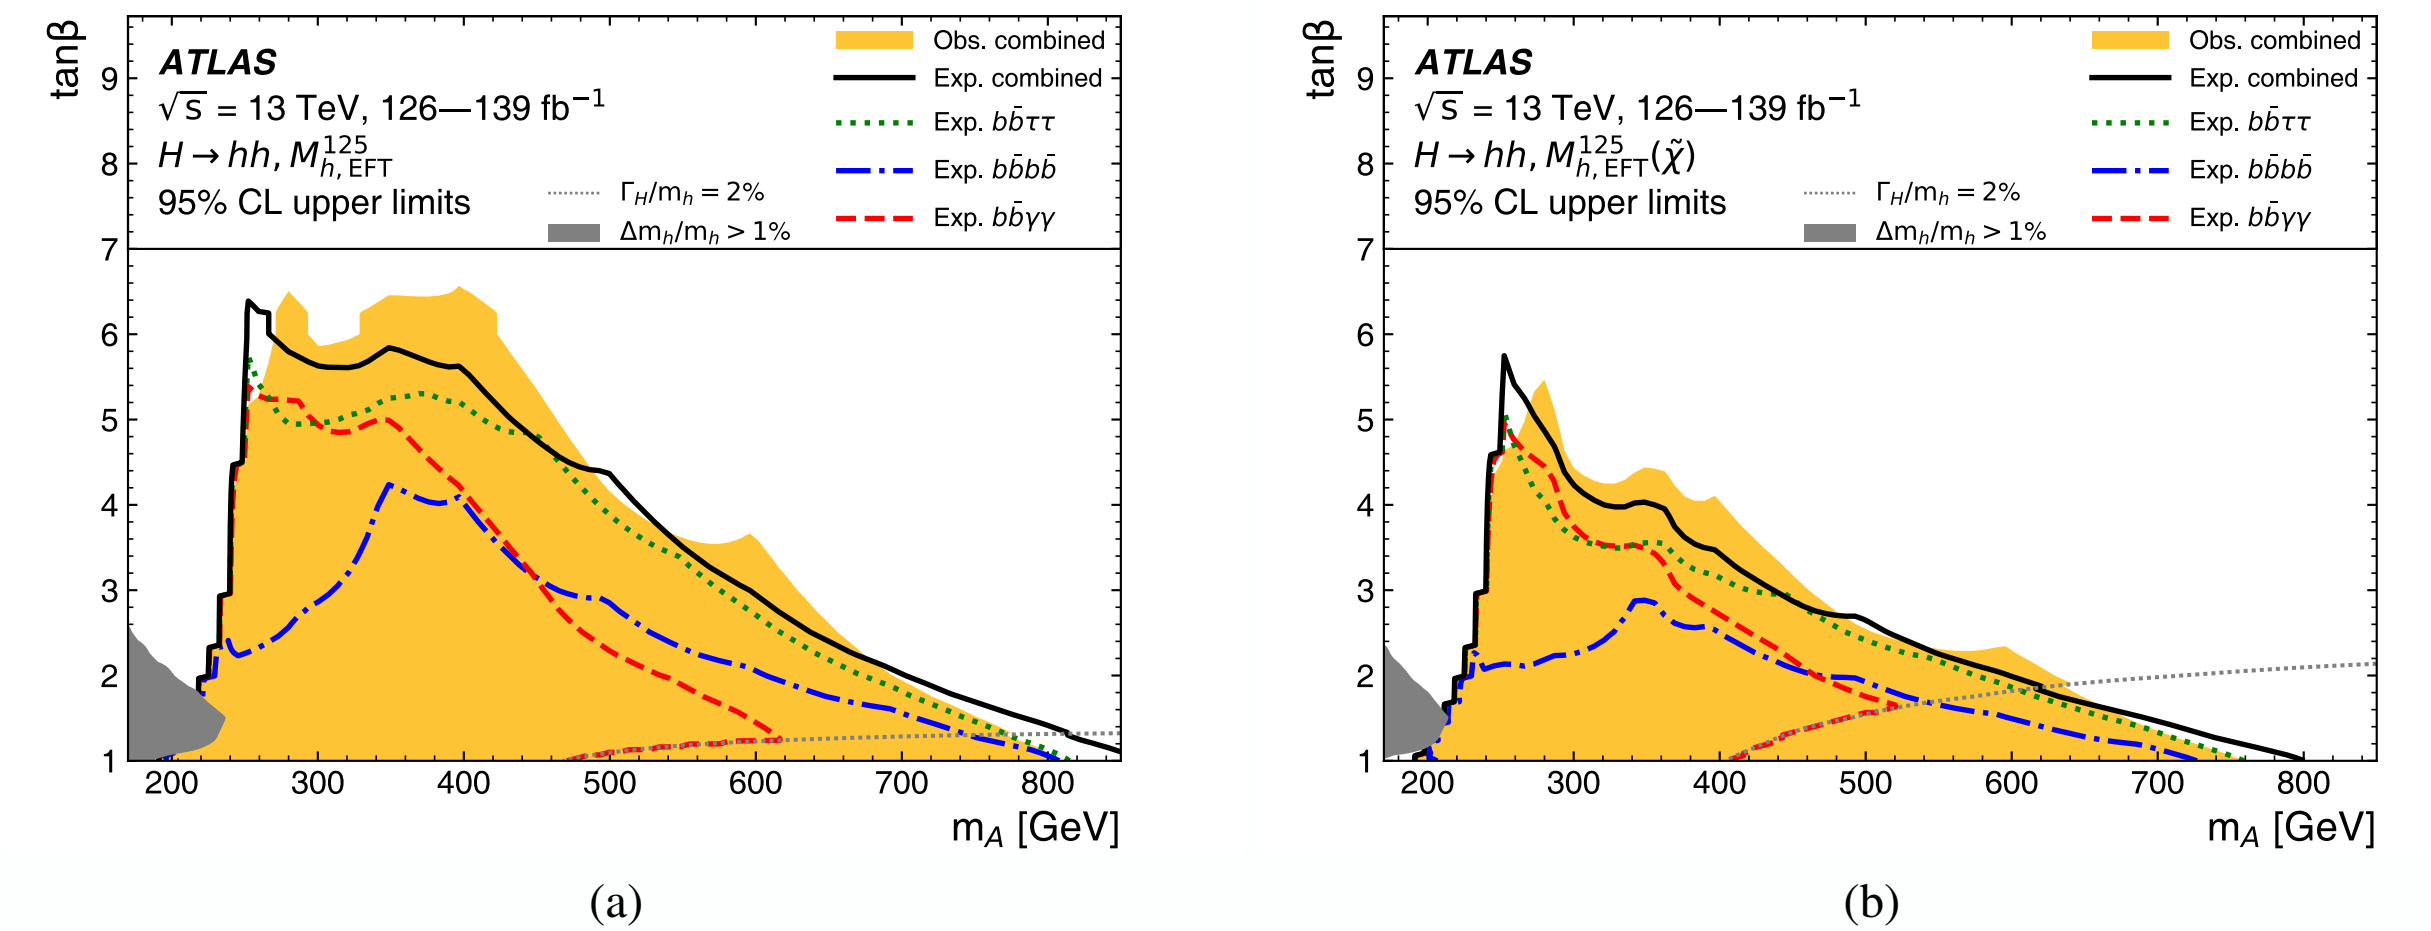 tanβ
ATLAS
√s = 13 TeV, 126—139 fb⁻¹
H → hh, M¹²⁵h,EFT
95% CL upper limits
Γ_H/m_h = 2%
Δm_h/m_h > 1%
Obs. combined
Exp. combined
Exp. bb̄ττ
Exp. bb̄bb̄
Exp. bb̄γγ
9
8
7
6
5
4
3
2
1
200 300 400 500 600 700 800
m_A [GeV]
(a)
tanβ
ATLAS
√s = 13 TeV, 126—139 fb⁻¹
H → hh, M¹²⁵h,EFT(χ̃)
95% CL upper limits
Γ_H/m_h = 2%
Δm_h/m_h > 1%
Obs. combined
Exp. combined
Exp. bb̄ττ
Exp. bb̄bb̄
Exp. bb̄γγ
9
8
7
6
5
4
3
2
1
200 300 400 500 600 700 800
m_A [GeV]
(b)